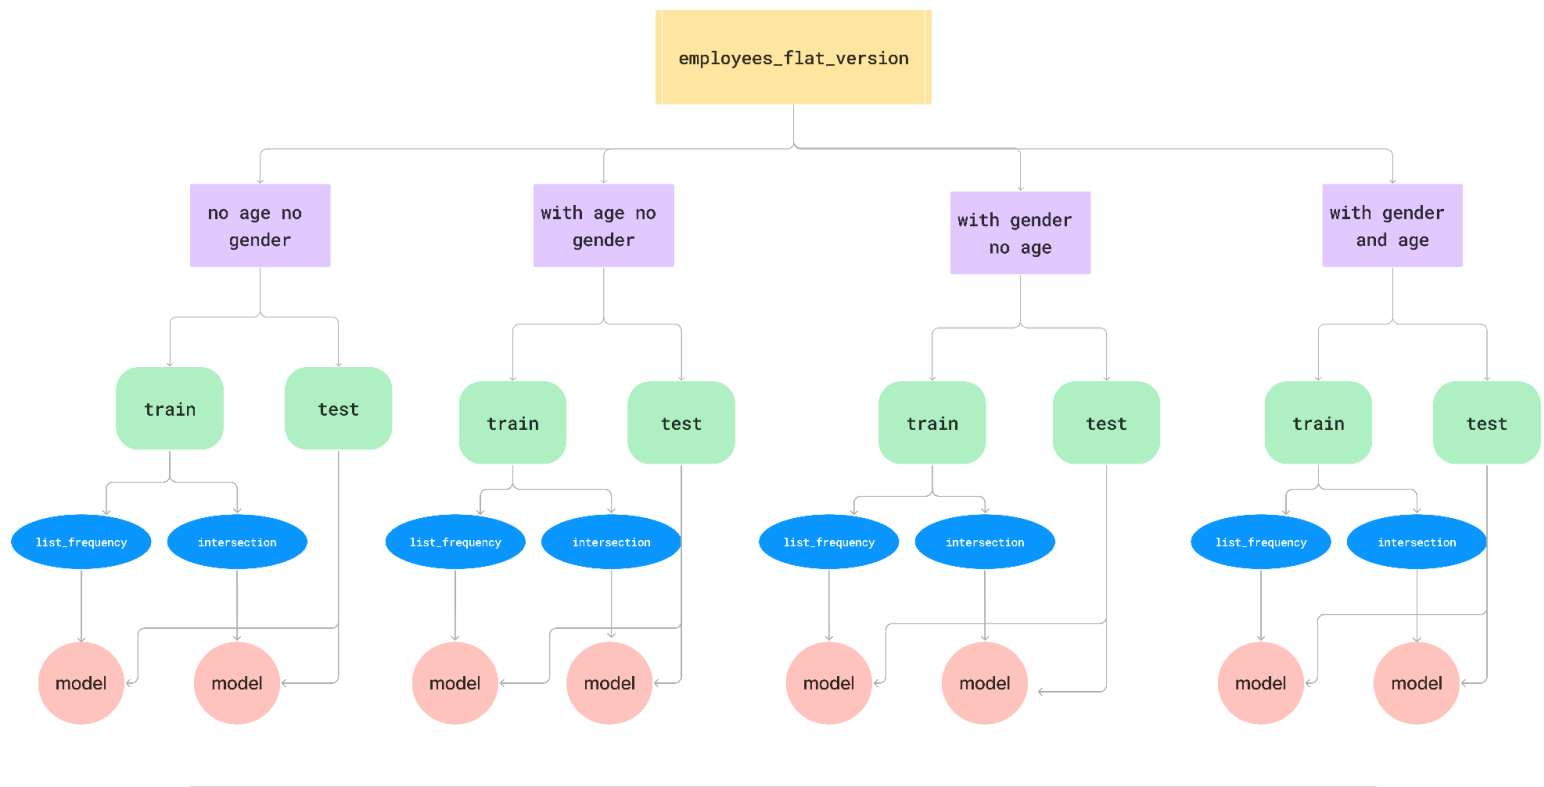 employees_flat_version
no age no
gender
with age no
gender
with gender
no age
with gender
and age
train
test
train
test
train
test
train
test
list_frequency
intersection
list_frequency
intersection
list_frequency
intersection
list_frequency
intersection
model
model
model
model
model
model
model
model